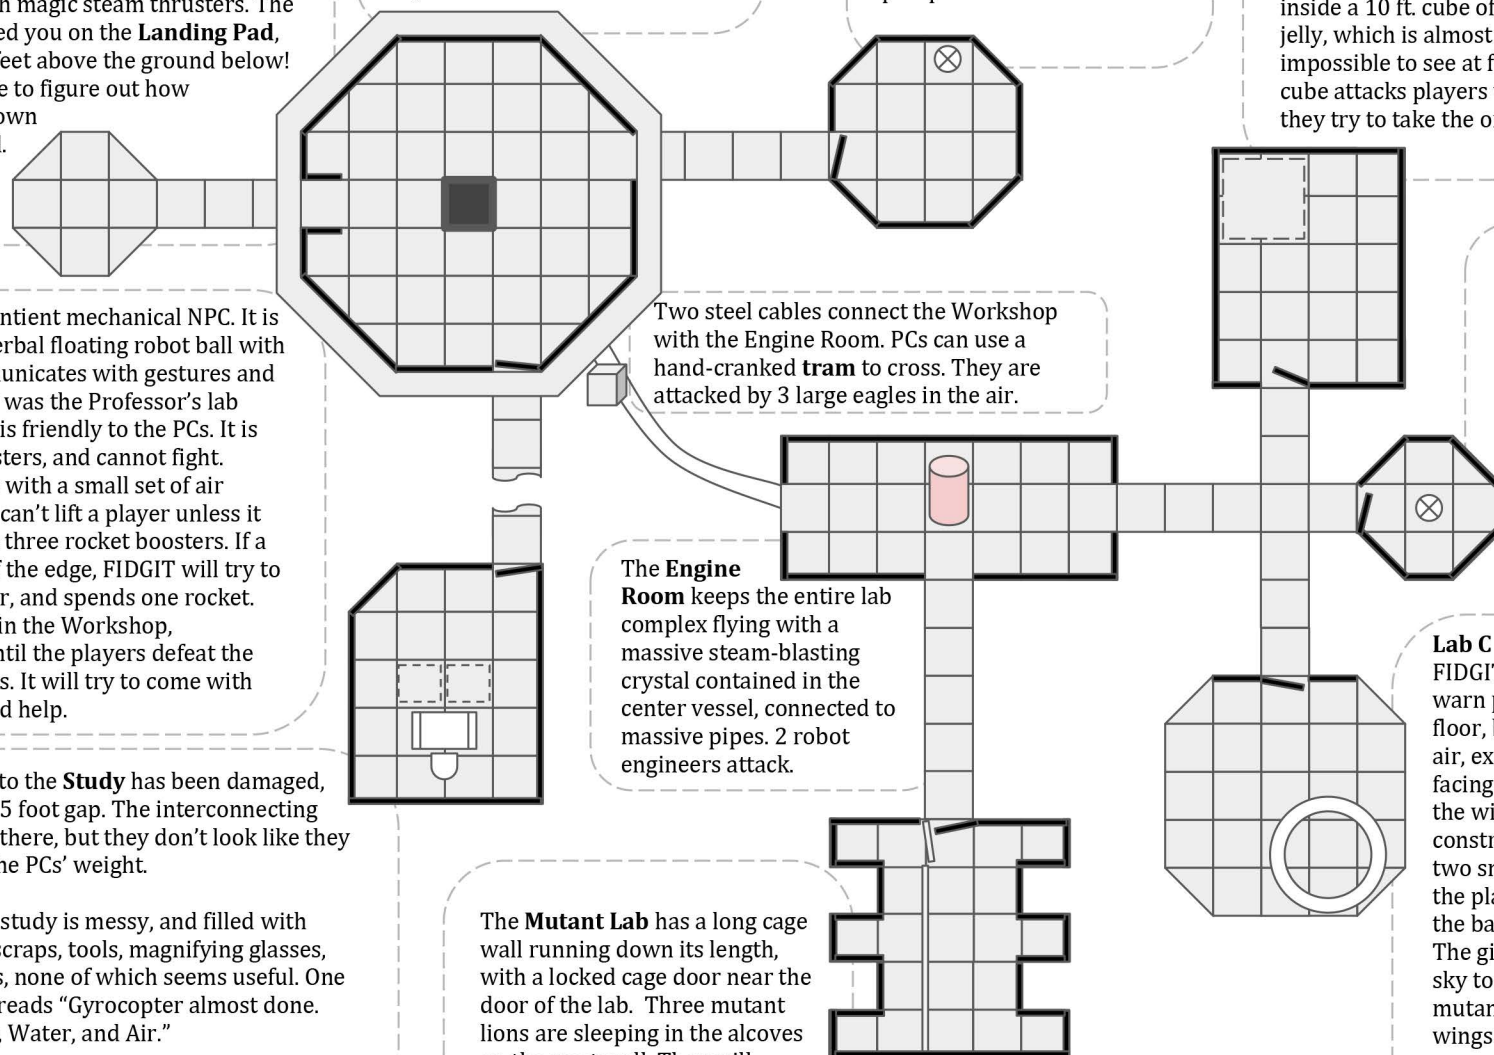 magic steam thrusters. The
ed you on the Landing Pad,
feet above the ground below!
e to figure out how
own
inside a 10 ft. cube of
jelly, which is almost
impossible to see at f
cube attacks players
they try to take the o
ntient mechanical NPC. It is
erbal floating robot ball with
unicates with gestures and
was the Professor's lab
is friendly to the PCs. It is
sters, and cannot fight.
with a small set of air
can't lift a player unless it
three rocket boosters. If a
f the edge, FIDGIT will try to
r, and spends one rocket.
in the Workshop,
ntil the players defeat the
s. It will try to come with
d help.
Two steel cables connect the Workshop
with the Engine Room. PCs can use a
hand-cranked tram to cross. They are
attacked by 3 large eagles in the air.
The Engine
Room keeps the entire lab
complex flying with a
massive steam-blasting
crystal contained in the
center vessel, connected to
massive pipes. 2 robot
engineers attack.
to the Study has been damaged,
5 foot gap. The interconnecting
there, but they don't look like they
he PCs' weight.
study is messy, and filled with
scraps, tools, magnifying glasses,
s, none of which seems useful. One
reads "Gyrocopter almost done.
, Water, and Air."
The Mutant Lab has a long cage
wall running down its length,
with a locked cage door near the
door of the lab. Three mutant
lions are sleeping in the alcoves
Lab C
FIDGIT
warn p
floor, b
air, ex
facing
the wi
constr
two sn
the pla
the ba
The gi
sky to
mutan
wings